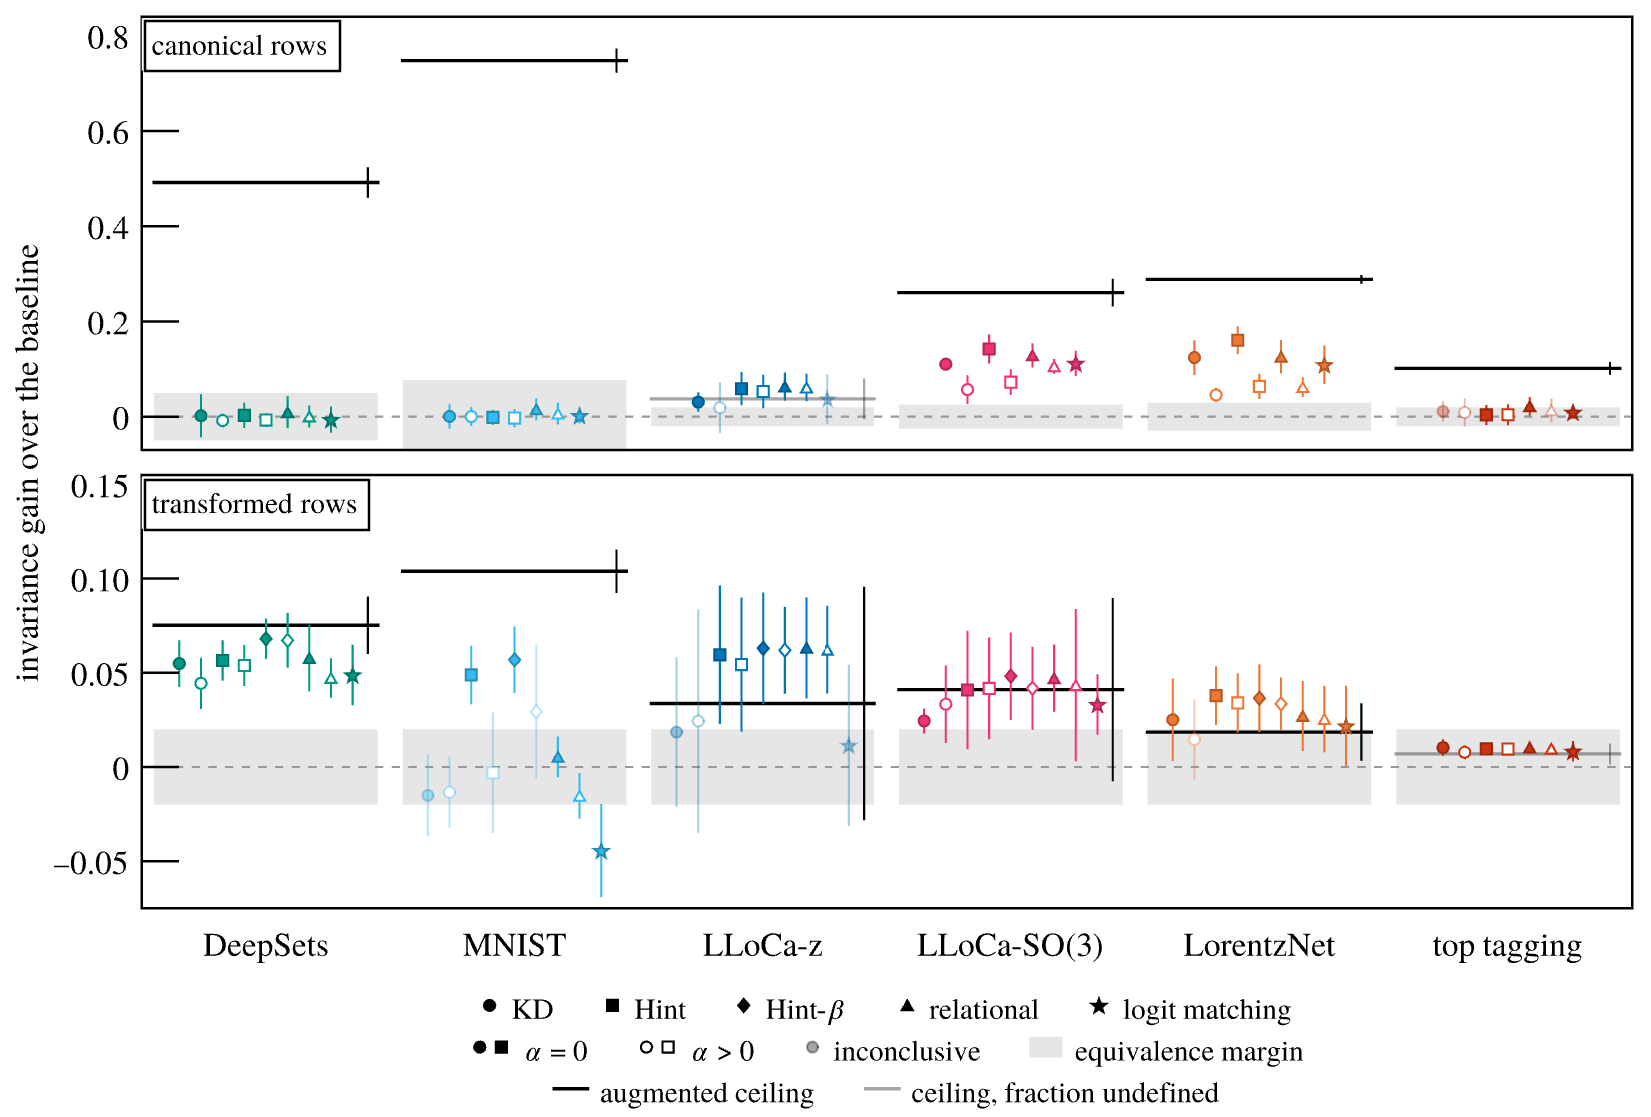 invariance gain over the baseline
canonical rows
0.8
0.6
0.4
0.2
0
transformed rows
0.15
0.10
0.05
0
−0.05
DeepSets MNIST LLoCa-z LLoCa-SO(3) LorentzNet top tagging
KD Hint Hint-β relational logit matching
α = 0 α > 0 inconclusive equivalence margin
augmented ceiling ceiling, fraction undefined